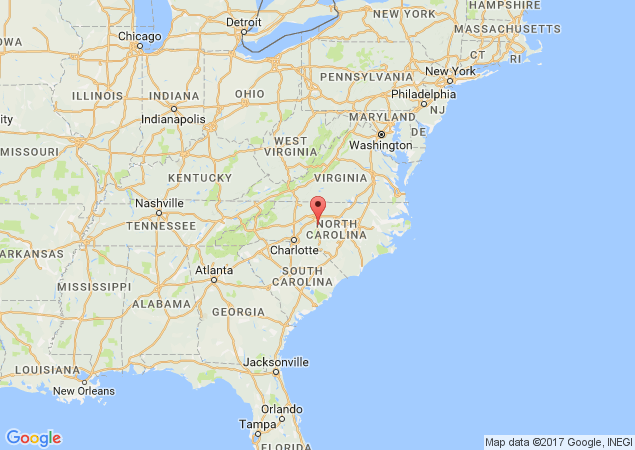 HAMPSHIRE
NEW YORK
MASSACHUSETTS
Detroit
Chicago
IOWA
CT
RI
PENNSYLVANIA
New York
ILLINOIS
INDIANA
OHIO
Philadelphia
NJ
Indianapolis
MARYLAND
DE
city
Washington
MISSOURI
WEST
VIRGINIA
KENTUCKY
VIRGINIA
Nashville
TENNESSEE
NORTH
CAROLINA
Charlotte
ARKANSAS
Atlanta
SOUTH
CAROLINA
MISSISSIPPI
ALABAMA
GEORGIA
LOUISIANA
Jacksonville
New Orleans
Orlando
Tampa
FLORIDA
Google
Map data ©2017 Google, INEGI